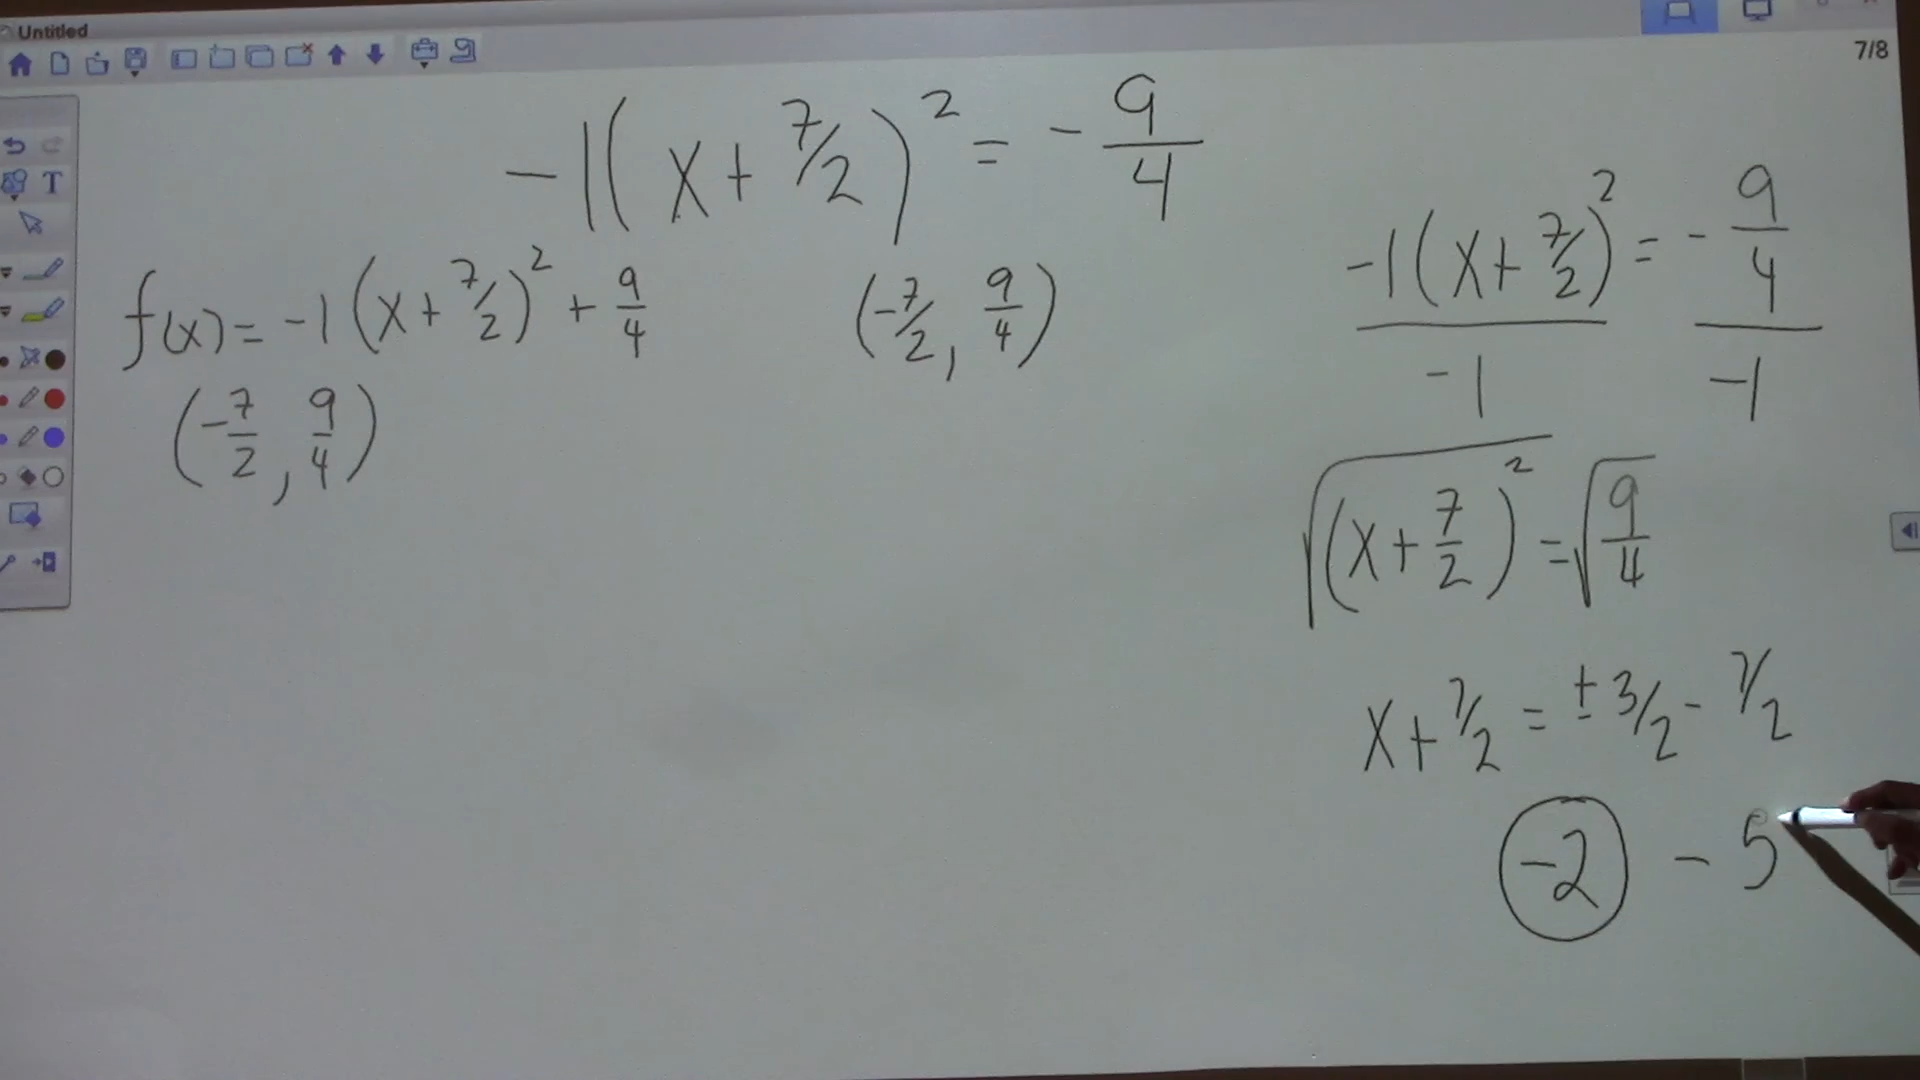 Untitled
7/8
T
-1(x + 7/2)² = - 9/4
f(x) = -1(x + 7/2)² + 9/4
(-7/2, 9/4)
(-7/2, 9/4)
-1(x + 7/2)² = - 9/4
-1 -1
√(x + 7/2)² = √9/4
x + 7/2 = ± 3/2 - 7/2
-2 - 5